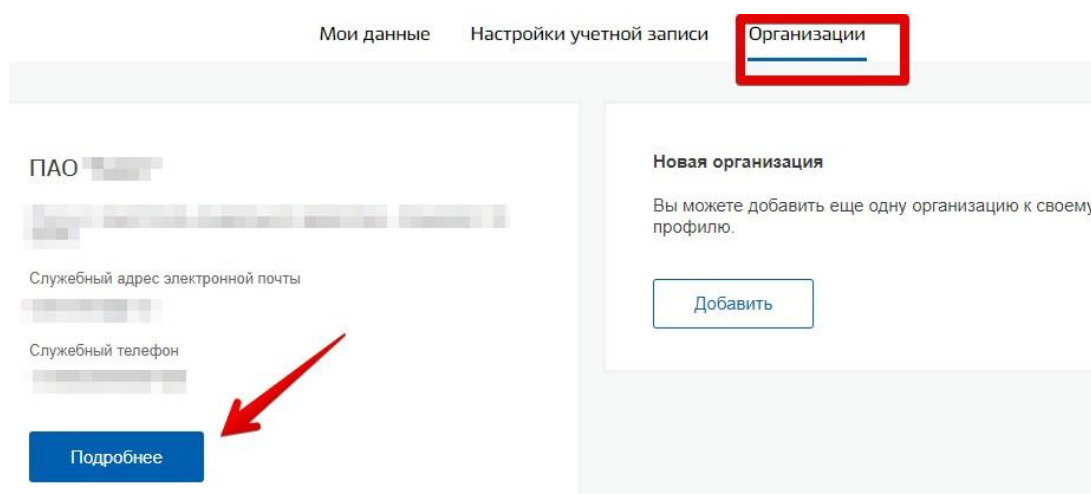 Мои данные Настройки учетной записи Организации
ПАО
Служебный адрес электронной почты
Служебный телефон
Подробнее
Новая организация
Вы можете добавить еще одну организацию к своему
профилю.
Добавить